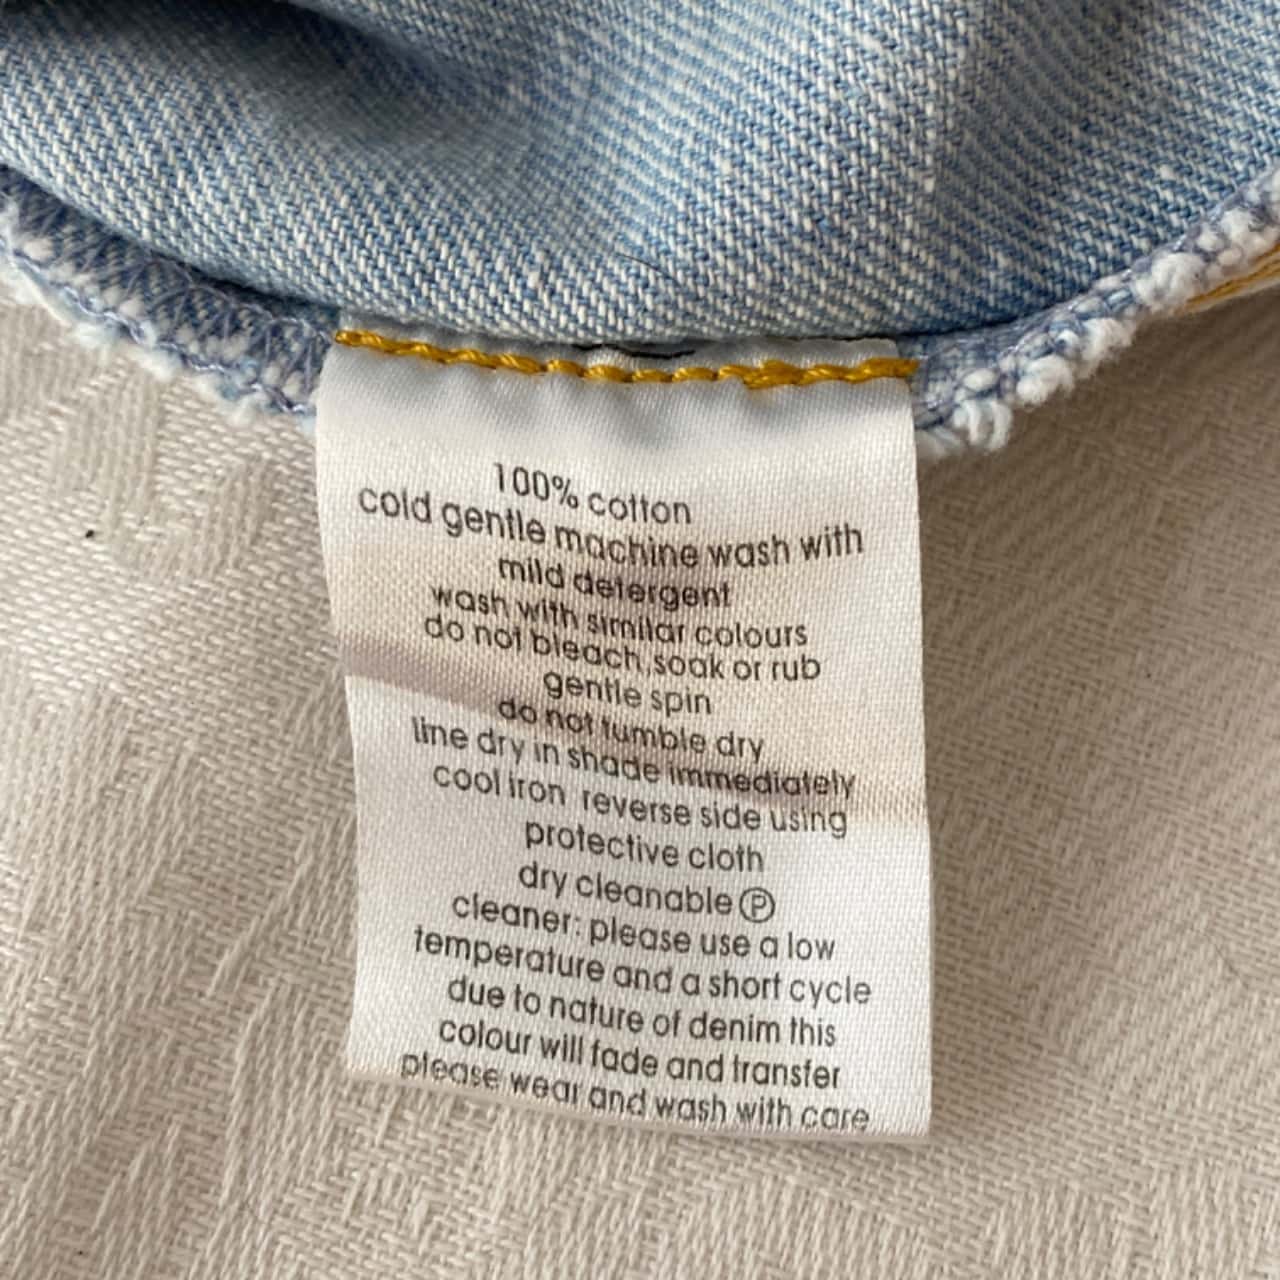 100% cotton
cold gentle machine wash with
mild detergent
wash with similar colours
do not bleach,soak or rub
gentle spin
do not tumble dry
line dry in shade immediately
cool iron reverse side using
protective cloth
dry cleanable Ⓟ
cleaner: please use a low
temperature and a short cycle
due to nature of denim this
colour will fade and transfer
please wear and wash with care